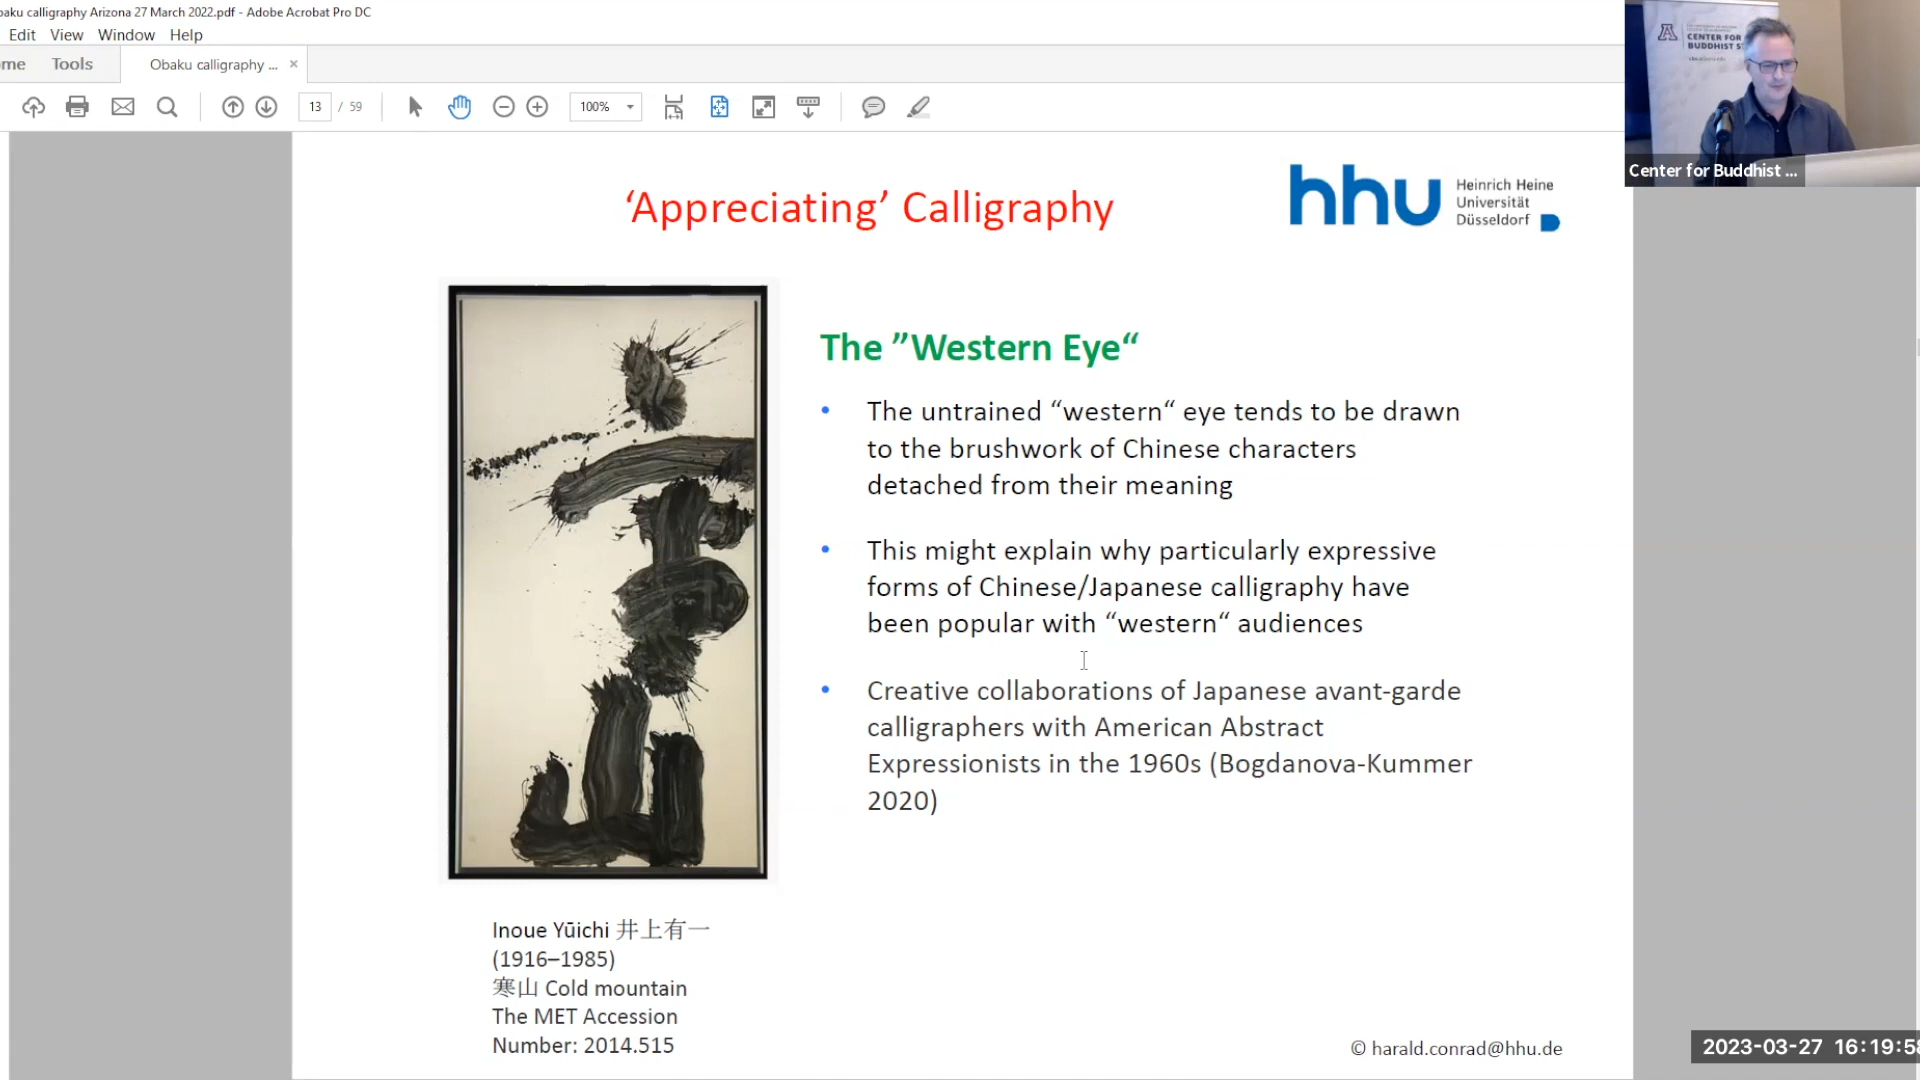 baku calligraphy Arizona 27 March 2022.pdf - Adobe Acrobat Pro DC
Edit View Window Help
me Tools Obaku calligraphy ... ×
13 / 59 100%
CENTER FOR
BUDDHIST S
Center for Buddhist ...
‘Appreciating’ Calligraphy
hhu Heinrich Heine
Universität
Düsseldorf
The ”Western Eye“
• The untrained “western“ eye tends to be drawn
to the brushwork of Chinese characters
detached from their meaning
• This might explain why particularly expressive
forms of Chinese/Japanese calligraphy have
been popular with “western“ audiences
• Creative collaborations of Japanese avant-garde
calligraphers with American Abstract
Expressionists in the 1960s (Bogdanova-Kummer
2020)
Inoue Yūichi 井上有一
(1916–1985)
寒山 Cold mountain
The MET Accession
Number: 2014.515
© harald.conrad@hhu.de
2023-03-27 16:19:58